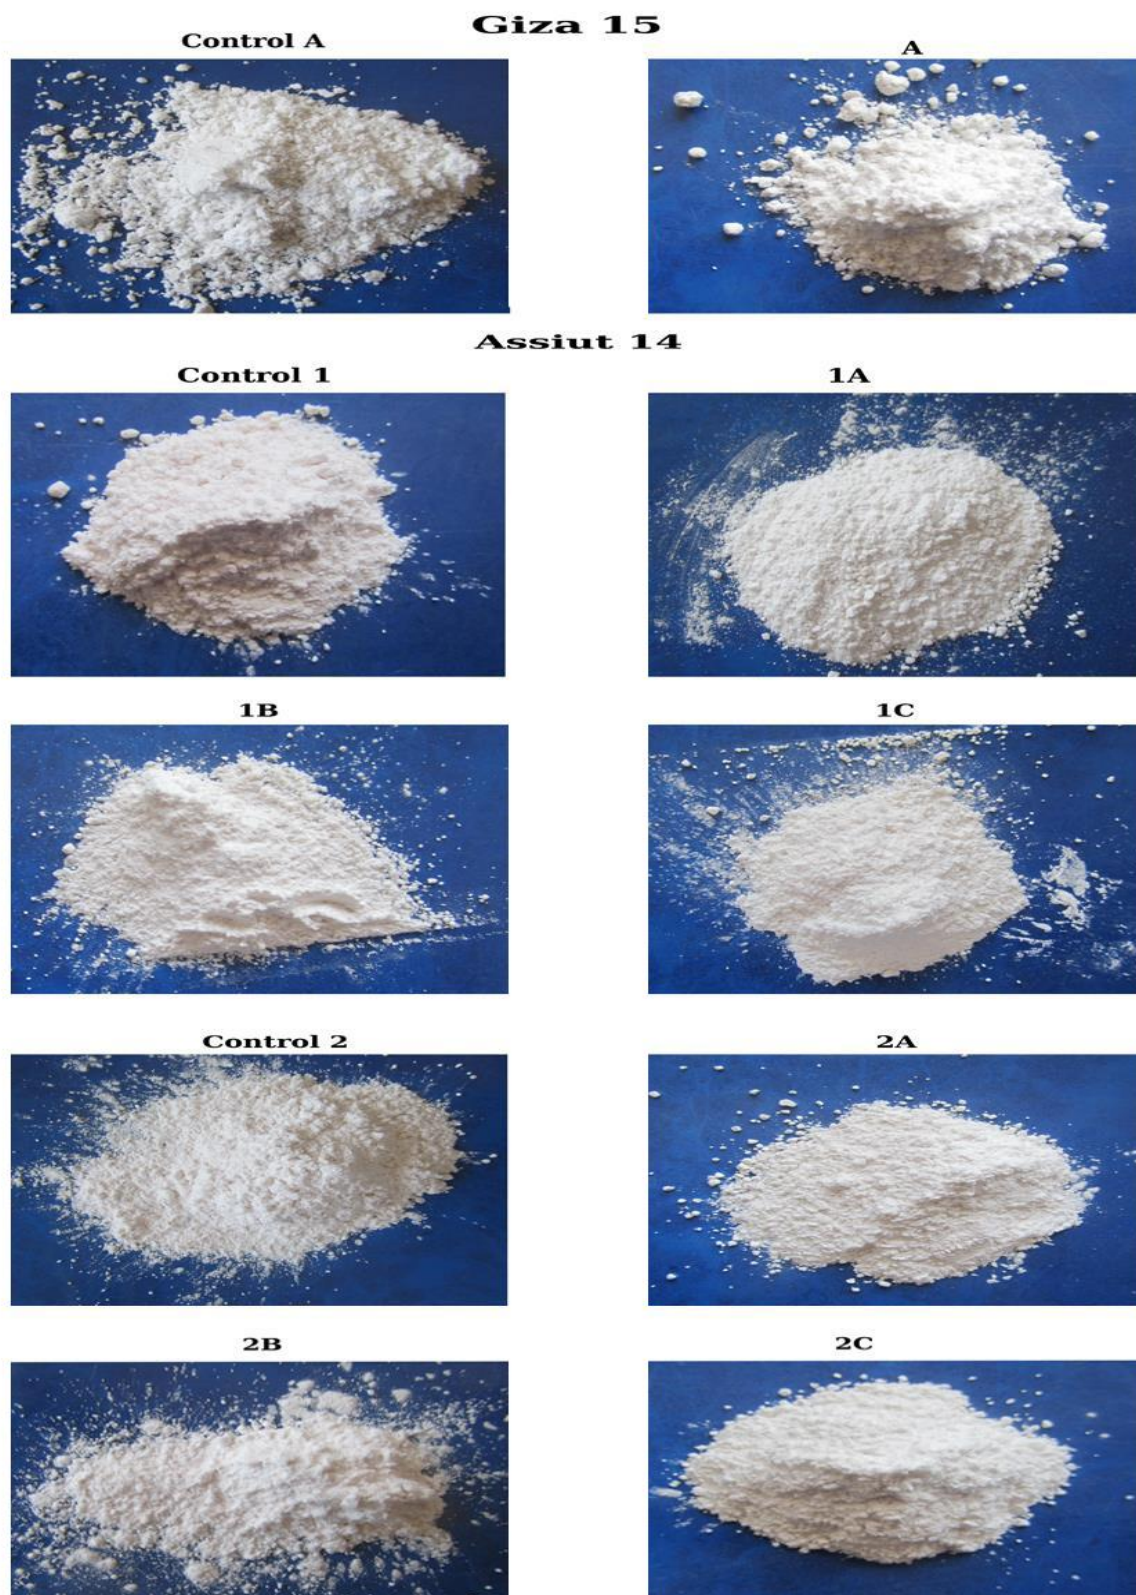 Giza 15
Control A
A
Assiut 14
Control 1
1A
1B
1C
Control 2
2A
2B
2C